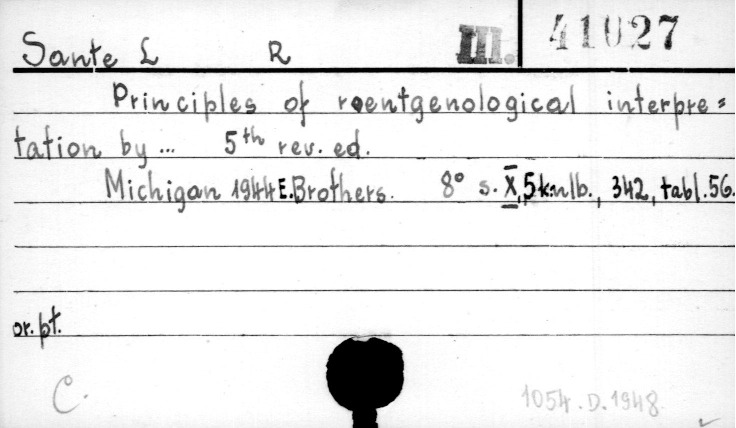 Sante L R III. 41027
Principles of roentgenological interpre=
tation by ... 5th rev. ed.
Michigan 1944 E. Brothers. 8° s. X, 5 knlb., 342, tabl. 56.
or. pt.
C. 1054. D. 1948